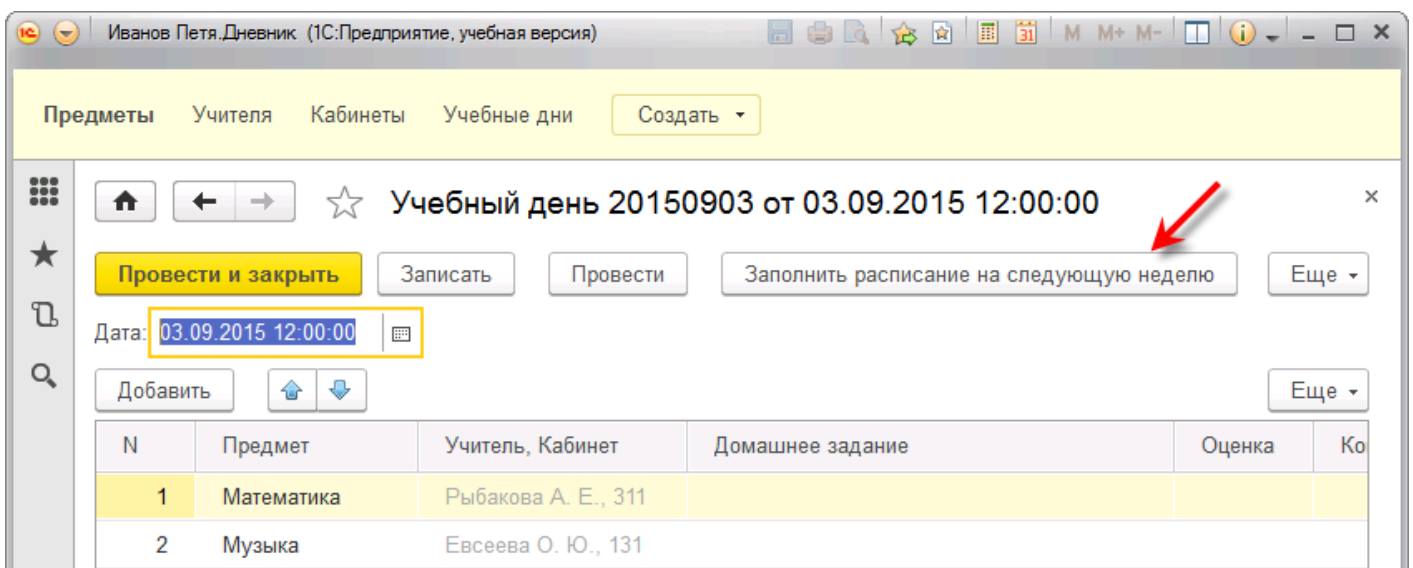 1С Иванов Петя.Дневник (1С:Предприятие, учебная версия) 31 M M+ M-
Предметы Учителя Кабинеты Учебные дни Создать
Учебный день 20150903 от 03.09.2015 12:00:00
Провести и закрыть Записать Провести Заполнить расписание на следующую неделю Еще
Дата: 03.09.2015 12:00:00
Добавить Еще
N Предмет Учитель, Кабинет Домашнее задание Оценка Ко
1 Математика Рыбакова А. Е., 311
2 Музыка Евсеева О. Ю., 131